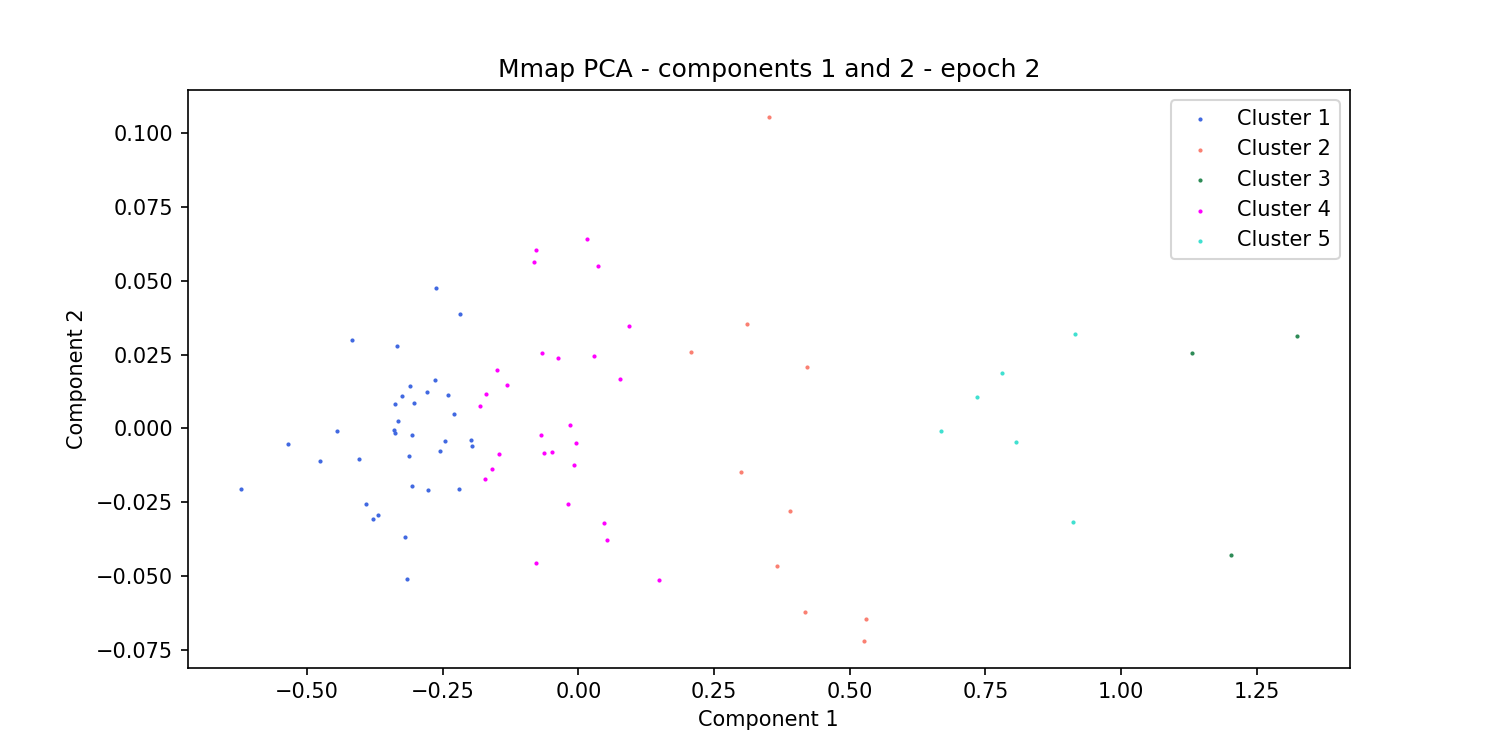 Mmap PCA - components 1 and 2 - epoch 2
Cluster 1
Cluster 2
Cluster 3
Cluster 4
Cluster 5
0.100
0.075
0.050
0.025
0.000
−0.025
−0.050
−0.075
Component 2
−0.50
−0.25
0.00
0.25
0.50
0.75
1.00
1.25
Component 1